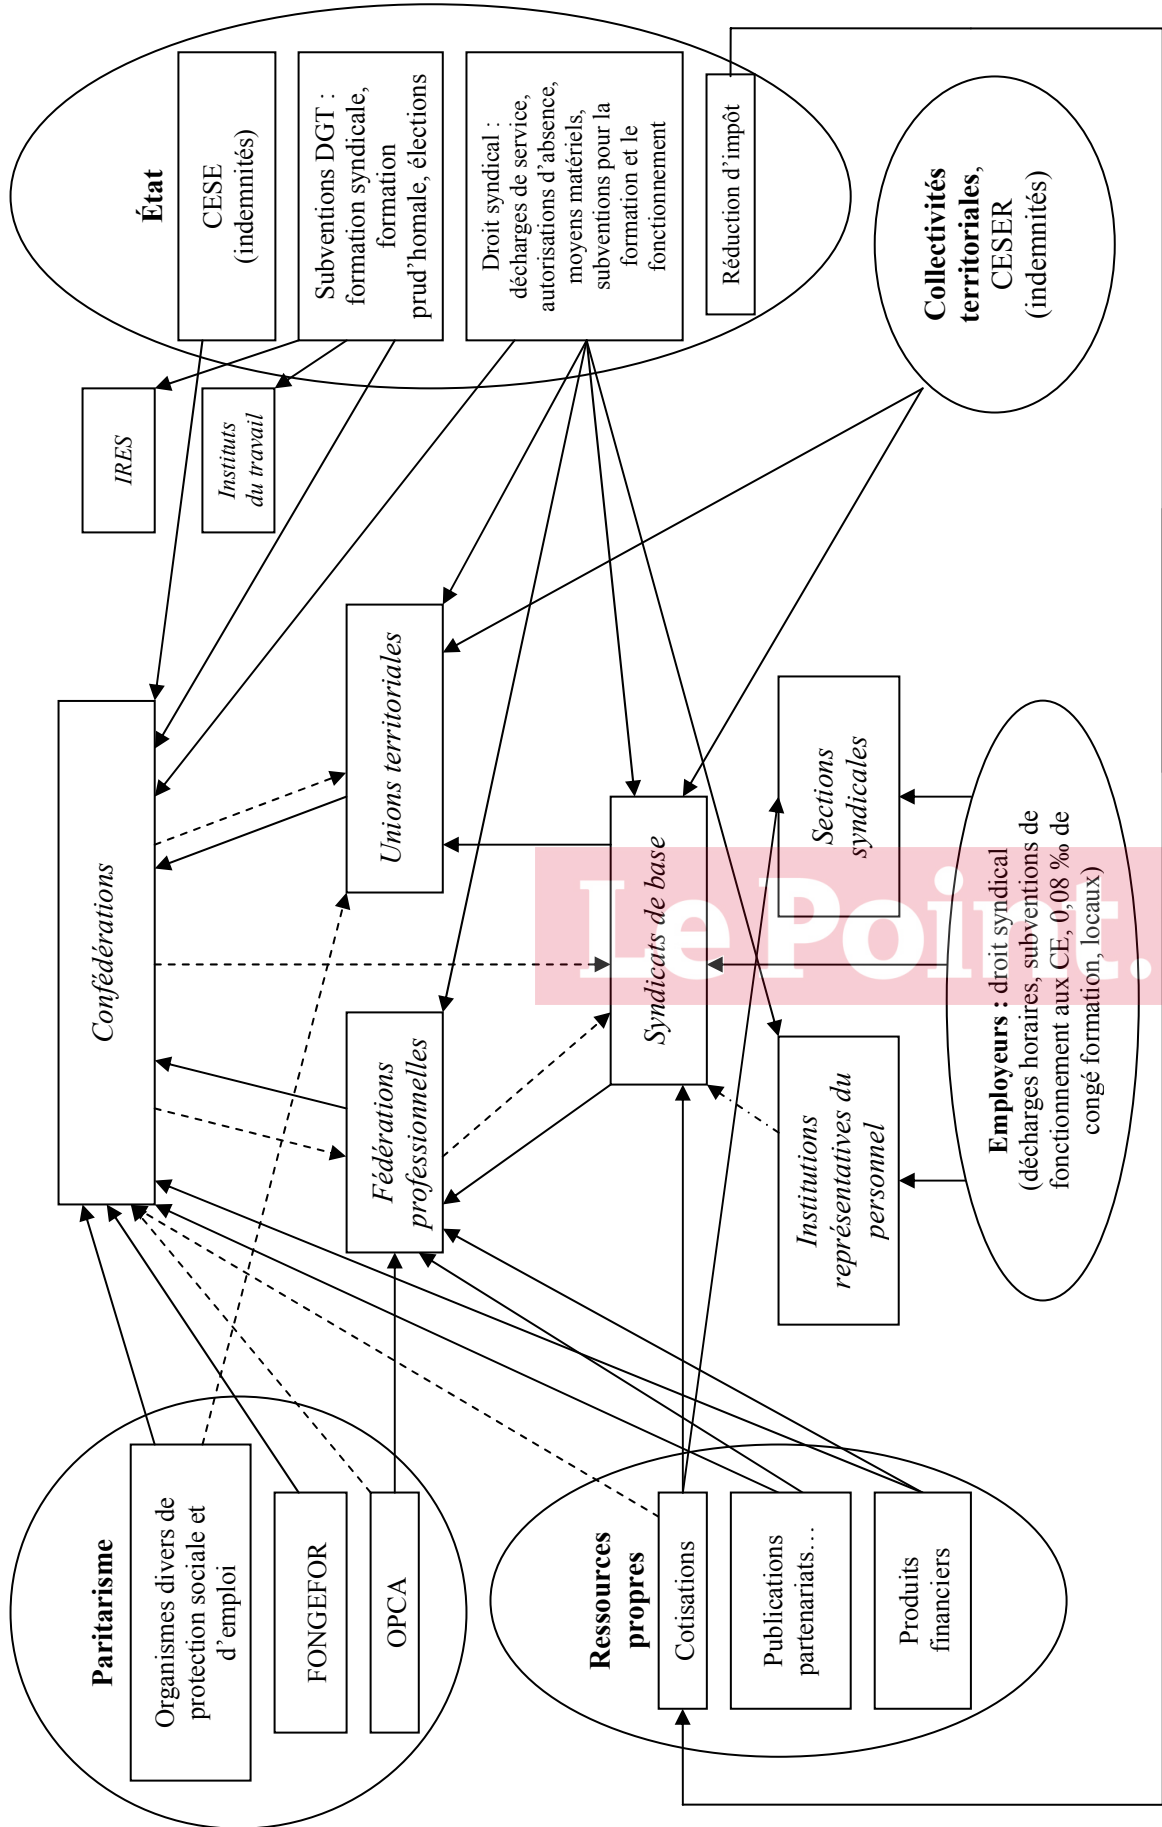 Paritarisme
Organismes divers de
protection sociale et
d'emploi
FONGEFOR
OPCA
Confédérations
IRES
Instituts
du travail
État
CESE
(indemnités)
Subventions DGT :
formation syndicale,
formation
prud'homale, élections
Droit syndical :
décharges de service,
autorisations d'absence,
moyens matériels,
subventions pour la
formation et le
fonctionnement
Réduction d'impôt
Fédérations
professionnelles
Unions territoriales
Ressources
propres
Cotisations
Publications
partenariats…
Produits
financiers
Syndicats de base
Institutions
représentatives du
personnel
Sections
syndicales
Employeurs : droit syndical
(décharges horaires, subventions de
fonctionnement aux CE, 0,08 ‰ de
congé formation, locaux)
Collectivités
territoriales,
CESER
(indemnités)
Le Point.